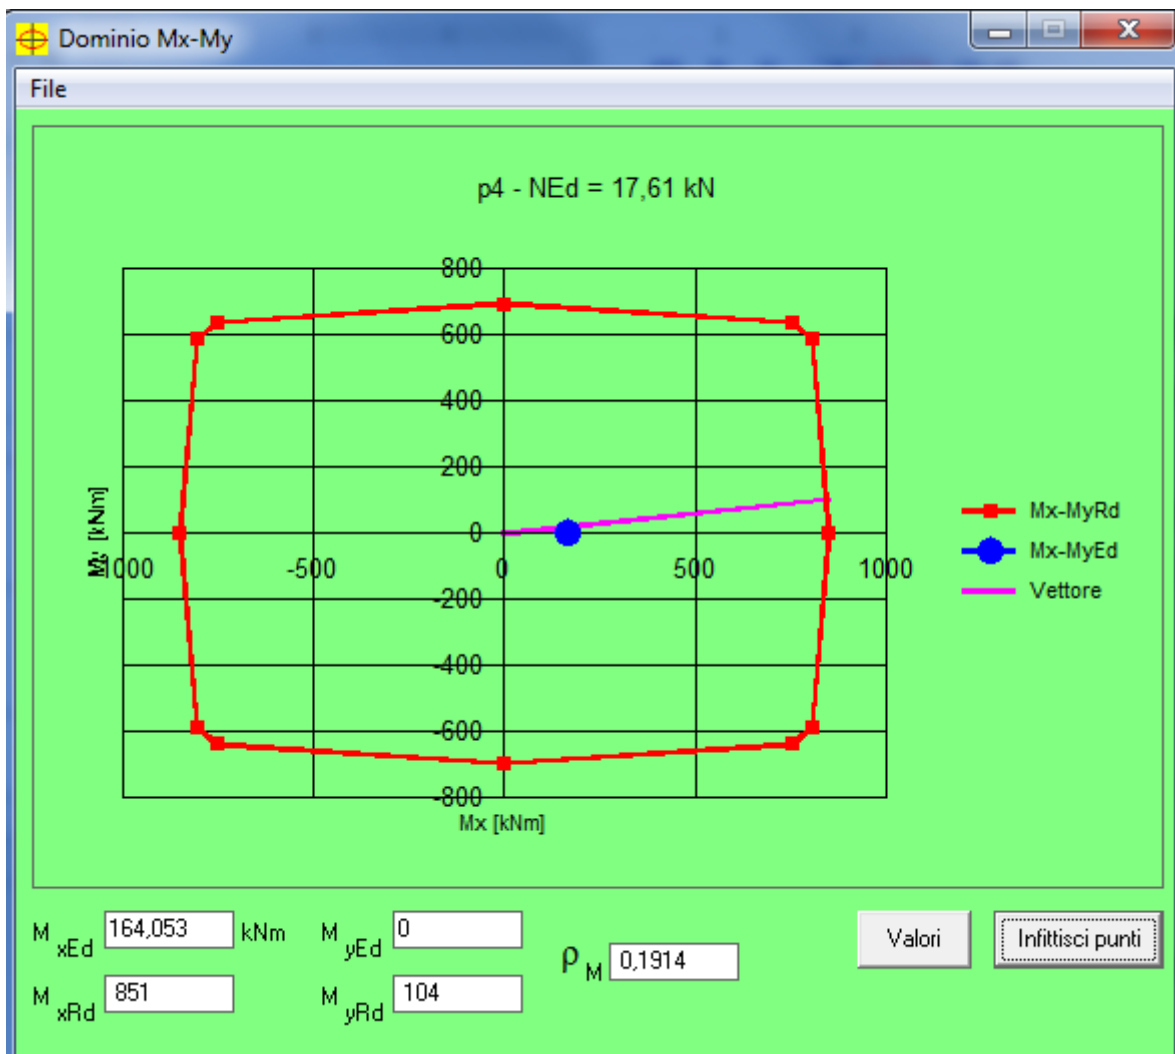 Dominio Mx-My
File
p4 - NEd = 17,61 kN
800
600
400
200
0
-200
-400
-600
-800
-1000 -500 0 500 1000
My [kNm]
Mx [kNm]
Mx-MyRd
Mx-MyEd
Vettore
M xEd 164,053 kNm M yEd 0
M xRd 851 M yRd 104
ρ M 0,1914
Valori
Infittisci punti